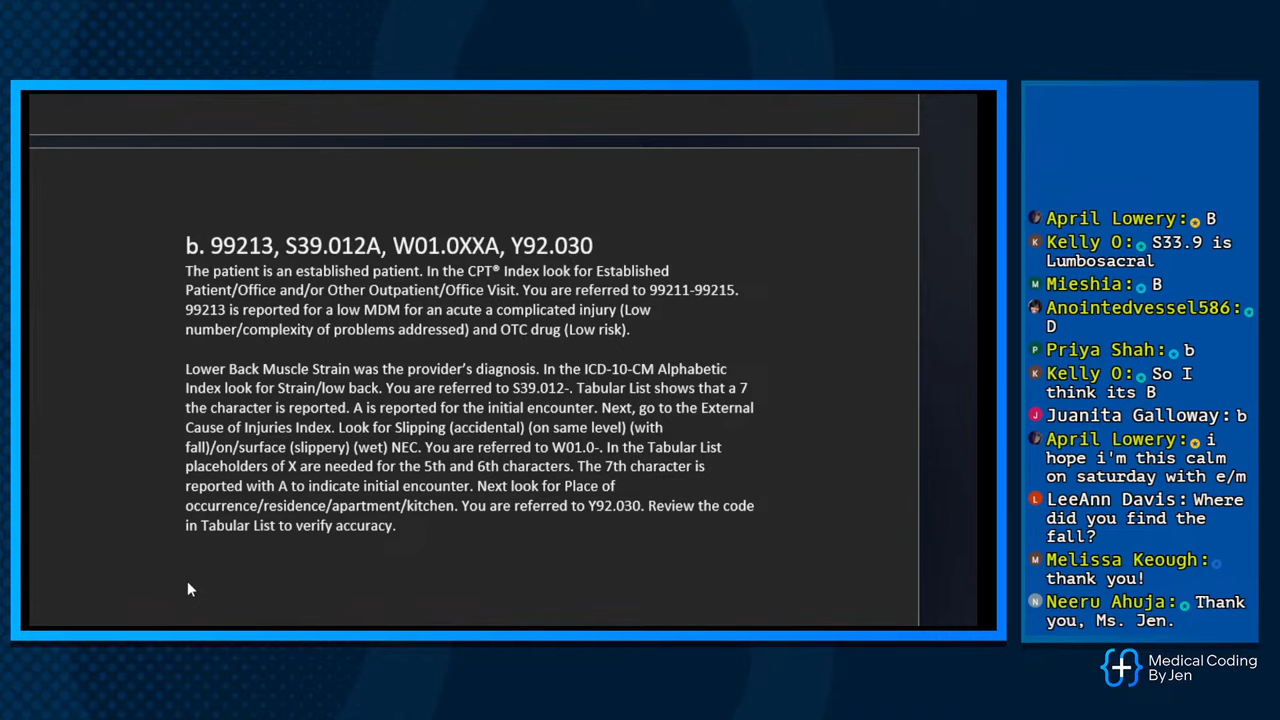 b. 99213, S39.012A, W01.0XXA, Y92.030
The patient is an established patient. In the CPT® Index look for Established
Patient/Office and/or Other Outpatient/Office Visit. You are referred to 99211-99215.
99213 is reported for a low MDM for an acute a complicated injury (Low
number/complexity of problems addressed) and OTC drug (Low risk).
Lower Back Muscle Strain was the provider's diagnosis. In the ICD-10-CM Alphabetic
Index look for Strain/low back. You are referred to S39.012-. Tabular List shows that a 7
the character is reported. A is reported for the initial encounter. Next, go to the External
Cause of Injuries Index. Look for Slipping (accidental) (on same level) (with
fall)/on/surface (slippery) (wet) NEC. You are referred to W01.0-. In the Tabular List
placeholders of X are needed for the 5th and 6th characters. The 7th character is
reported with A to indicate initial encounter. Next look for Place of
occurrence/residence/apartment/kitchen. You are referred to Y92.030. Review the code
in Tabular List to verify accuracy.
April Lowery: B
K Kelly O: S33.9 is
Lumbosacral
M Mieshia: B
Anointedvessel586:
D
P Priya Shah: b
K Kelly O: So I
think its B
J Juanita Galloway: b
April Lowery: i
hope i'm this calm
on saturday with e/m
L LeeAnn Davis: Where
did you find the
fall?
M Melissa Keough:
thank you!
N Neeru Ahuja: Thank
you, Ms. Jen.
Medical Coding
By Jen